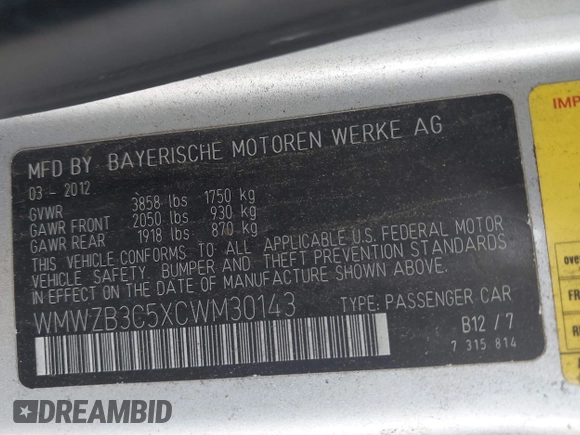 MFD BY BAYERISCHE MOTOREN WERKE AG
03 - 2012
GVWR 3858 lbs 1750 kg
GAWR FRONT 2050 lbs 930 kg
GAWR REAR 1918 lbs 870 kg
THIS VEHICLE CONFORMS TO ALL APPLICABLE U.S. FEDERAL MOTOR
VEHICLE SAFETY, BUMPER AND THEFT PREVENTION STANDARDS
IN EFFECT ON THE DATE OF MANUFACTURE SHOWN ABOVE.
WMWZB3C5XCWM30143 TYPE: PASSENGER CAR
B12 / 7
7 315 814
IMP
over
FR
RE
DREAMBID